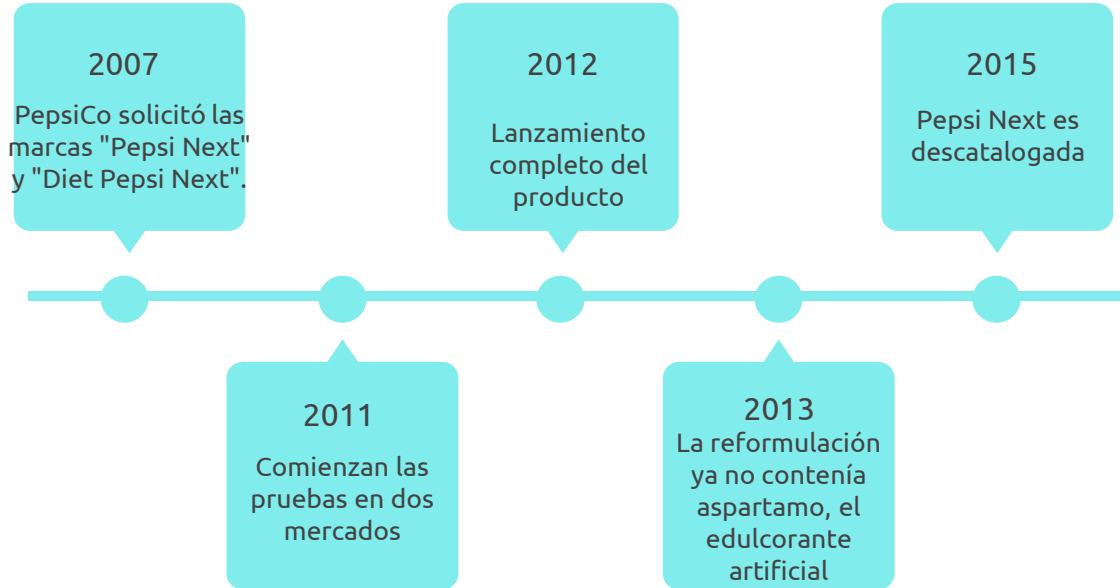 2007
PepsiCo solicitó las
marcas "Pepsi Next"
y "Diet Pepsi Next".
2011
Comienzan las
pruebas en dos
mercados
2012
Lanzamiento
completo del
producto
2013
La reformulación
ya no contenía
aspartamo, el
edulcorante
artificial
2015
Pepsi Next es
descatalogada